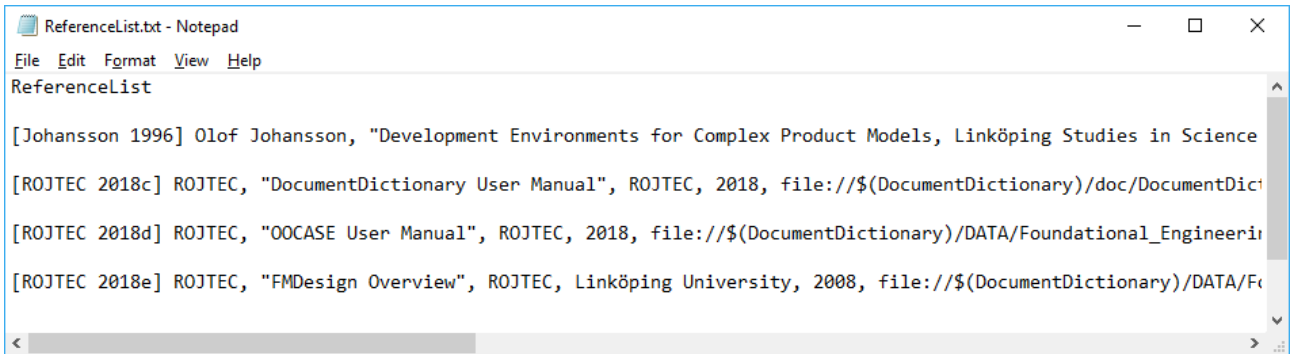 ReferenceList.txt - Notepad
File Edit Format View Help
ReferenceList
[Johansson 1996] Olof Johansson, "Development Environments for Complex Product Models, Linköping Studies in Science
[ROJTEC 2018c] ROJTEC, "DocumentDictionary User Manual", ROJTEC, 2018, file://$(DocumentDictionary)/doc/DocumentDict
[ROJTEC 2018d] ROJTEC, "OOCASE User Manual", ROJTEC, 2018, file://$(DocumentDictionary)/DATA/Foundational_Engineerin
[ROJTEC 2018e] ROJTEC, "FMDesign Overview", ROJTEC, Linköping University, 2008, file://$(DocumentDictionary)/DATA/Fo